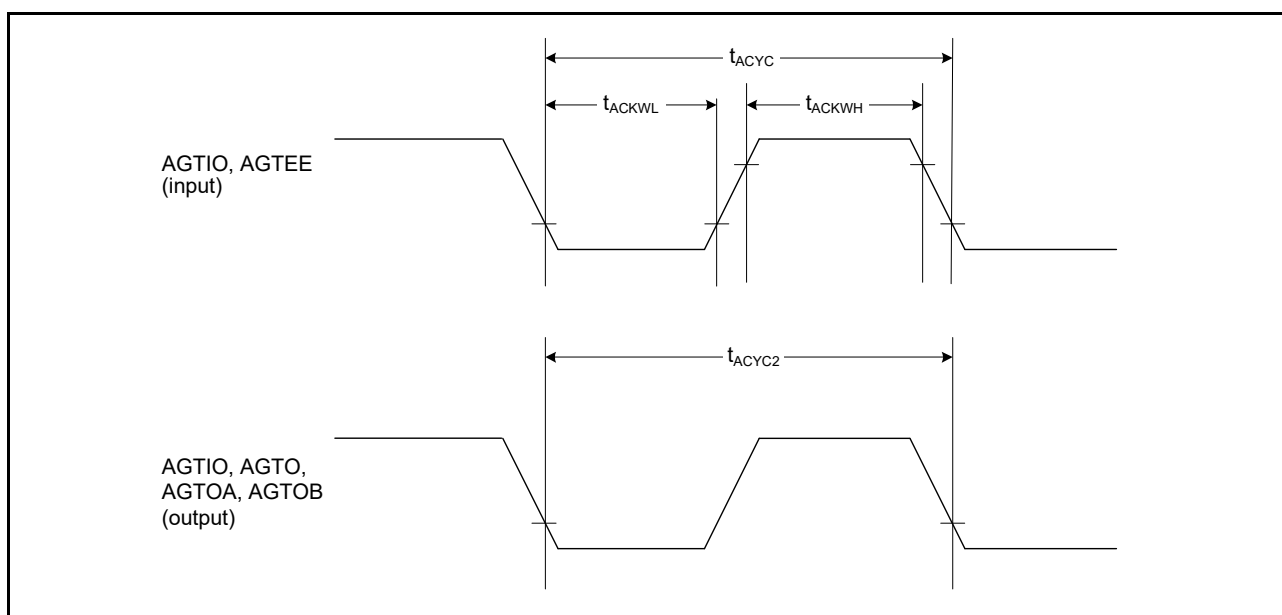 tACYC
tACKWL
tACKWH
AGTIO, AGTEE
(input)
tACYC2
AGTIO, AGTO,
AGTOA, AGTOB
(output)